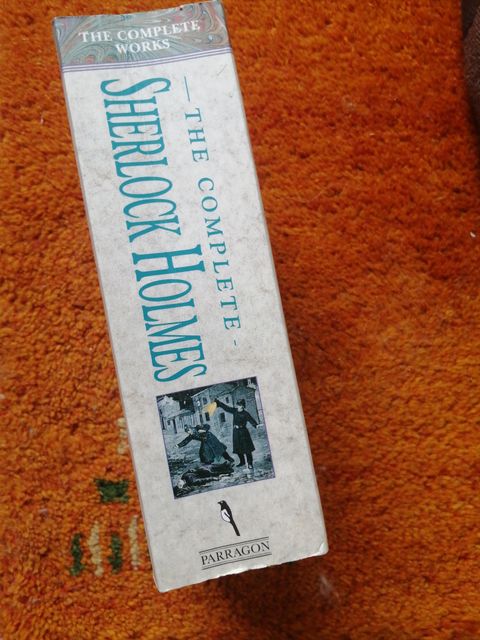 THE COMPLETE
WORKS
— THE COMPLETE -
SHERLOCK HOLMES
PARRAGON